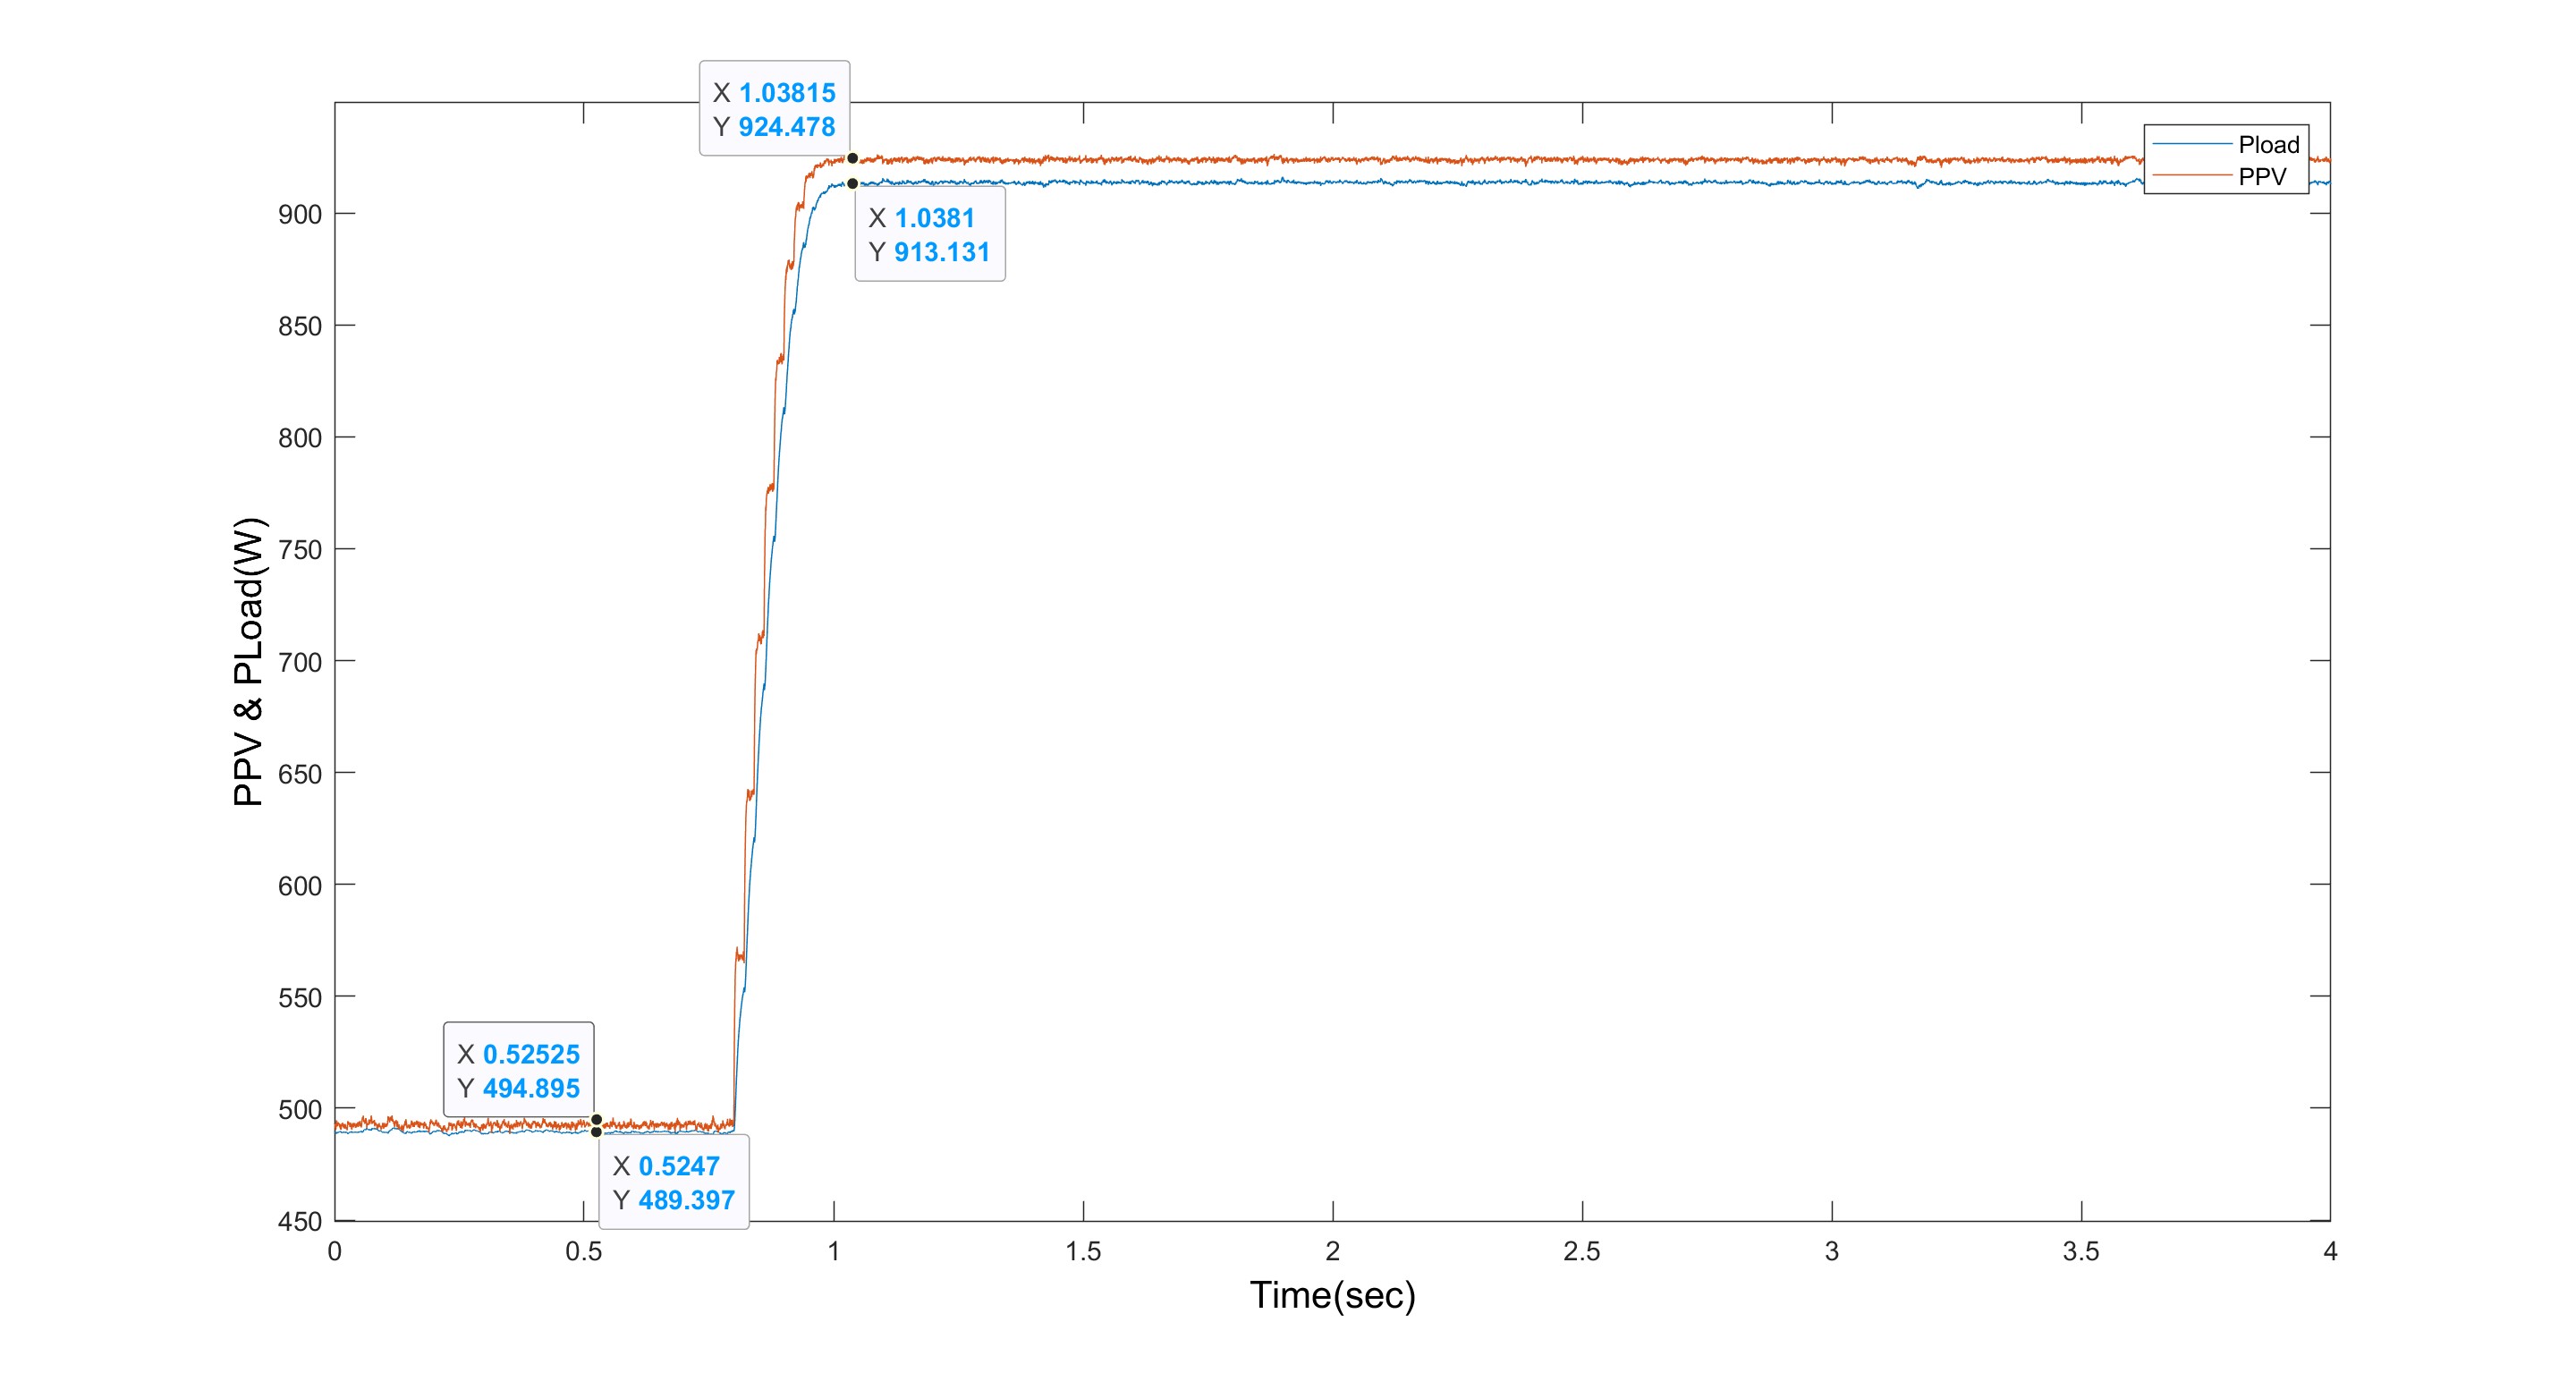 X 1.03815
Y 924.478
Pload
PPV
X 1.0381
Y 913.131
900
850
800
750
700
650
600
550
500
450
PPV & PLoad(W)
X 0.52525
Y 494.895
X 0.5247
Y 489.397
0 0.5 1 1.5 2 2.5 3 3.5 4
Time(sec)